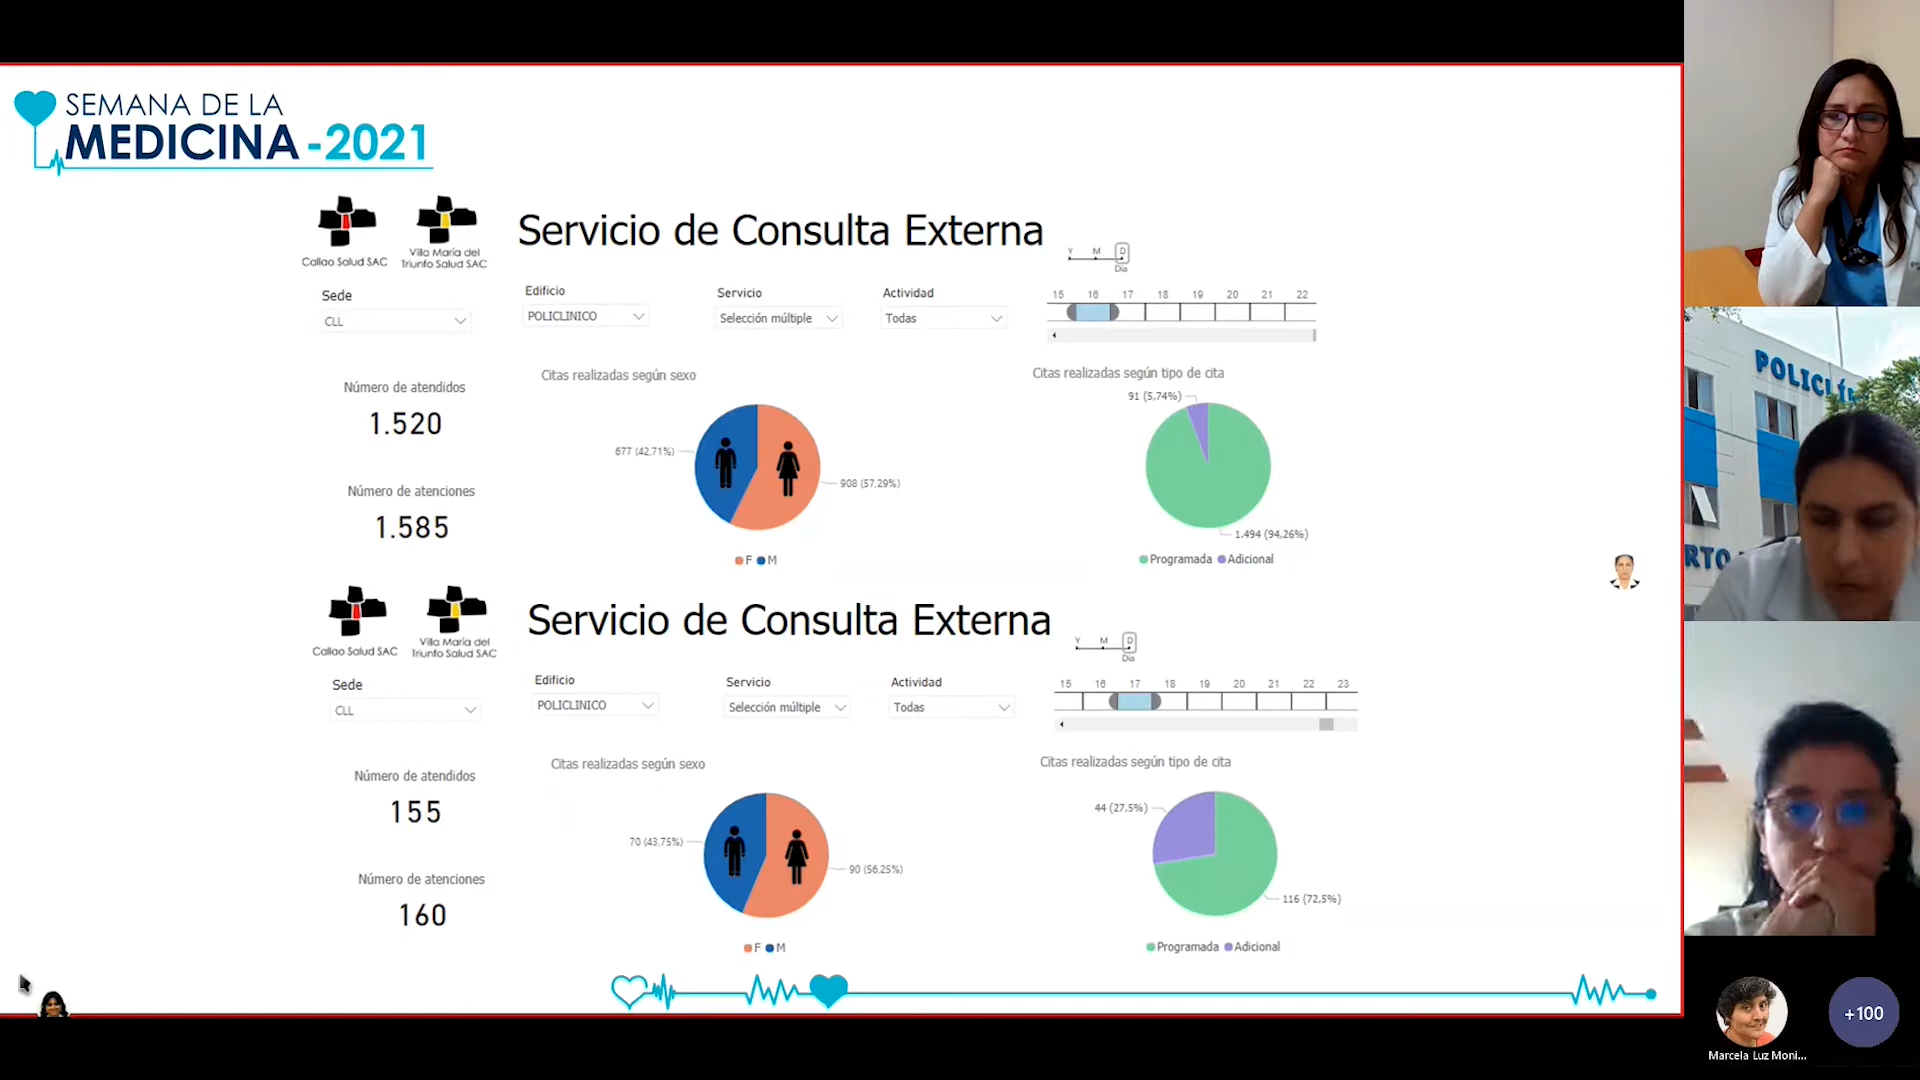 SEMANA DE LA
MEDICINA-2021
Callao Salud SAC
Villa María del
Triunfo Salud SAC
Servicio de Consulta Externa
Y M D
Día
Sede
CLL
Edificio
POLICLINICO
Servicio
Selección múltiple
Actividad
Todas
15 16 17 18 19 20 21 22
Número de atendidos
1.520
Número de atenciones
1.585
Citas realizadas según sexo
677 (42,71%)
908 (57,29%)
F M
Citas realizadas según tipo de cita
91 (5,74%)
1.494 (94,26%)
Programada Adicional
Callao Salud SAC
Villa María del
Triunfo Salud SAC
Servicio de Consulta Externa
Y M D
Día
Sede
CLL
Edificio
POLICLINICO
Servicio
Selección múltiple
Actividad
Todas
15 16 17 18 19 20 21 22 23
Número de atendidos
155
Número de atenciones
160
Citas realizadas según sexo
70 (43,75%)
90 (56,25%)
F M
Citas realizadas según tipo de cita
44 (27,5%)
116 (72,5%)
Programada Adicional
POLICLÍ
RTO
Marcela Luz Moni...
+100